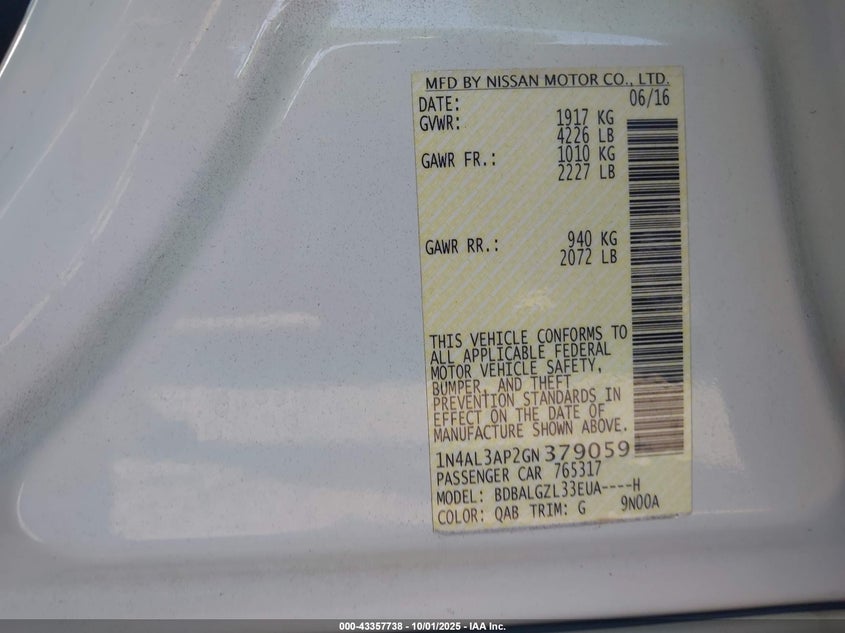 MFD BY NISSAN MOTOR CO., LTD.
DATE: 06/16
GVWR: 1917 KG
4226 LB
GAWR FR.: 1010 KG
2227 LB
GAWR RR.: 940 KG
2072 LB
THIS VEHICLE CONFORMS TO
ALL APPLICABLE FEDERAL
MOTOR VEHICLE SAFETY,
BUMPER, AND THEFT
PREVENTION STANDARDS IN
EFFECT ON THE DATE OF
MANUFACTURE SHOWN ABOVE.
1N4AL3AP2GN379059
PASSENGER CAR 765317
MODEL: BDBALGZL33EUA----H
COLOR: QAB TRIM: G 9N00A
000-43357738 - 10/01/2025 - IAA Inc.